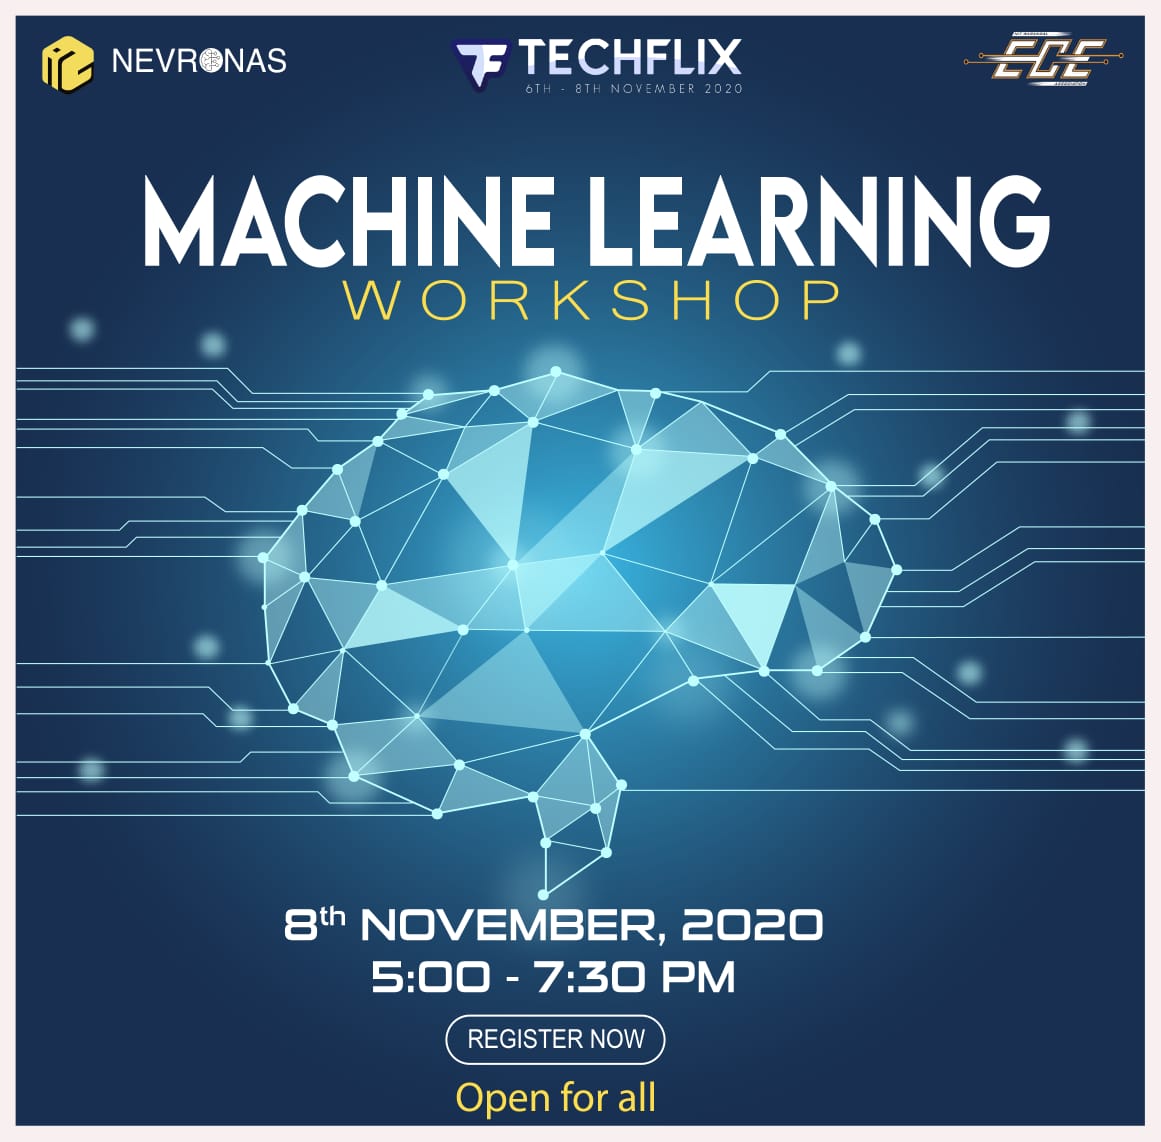 NEVRONAS
TECHFLIX
6TH - 8TH NOVEMBER 2020
ECE
ASSOCIATION
MACHINE LEARNING
WORKSHOP
8th NOVEMBER, 2020
5:00 - 7:30 PM
REGISTER NOW
Open for all